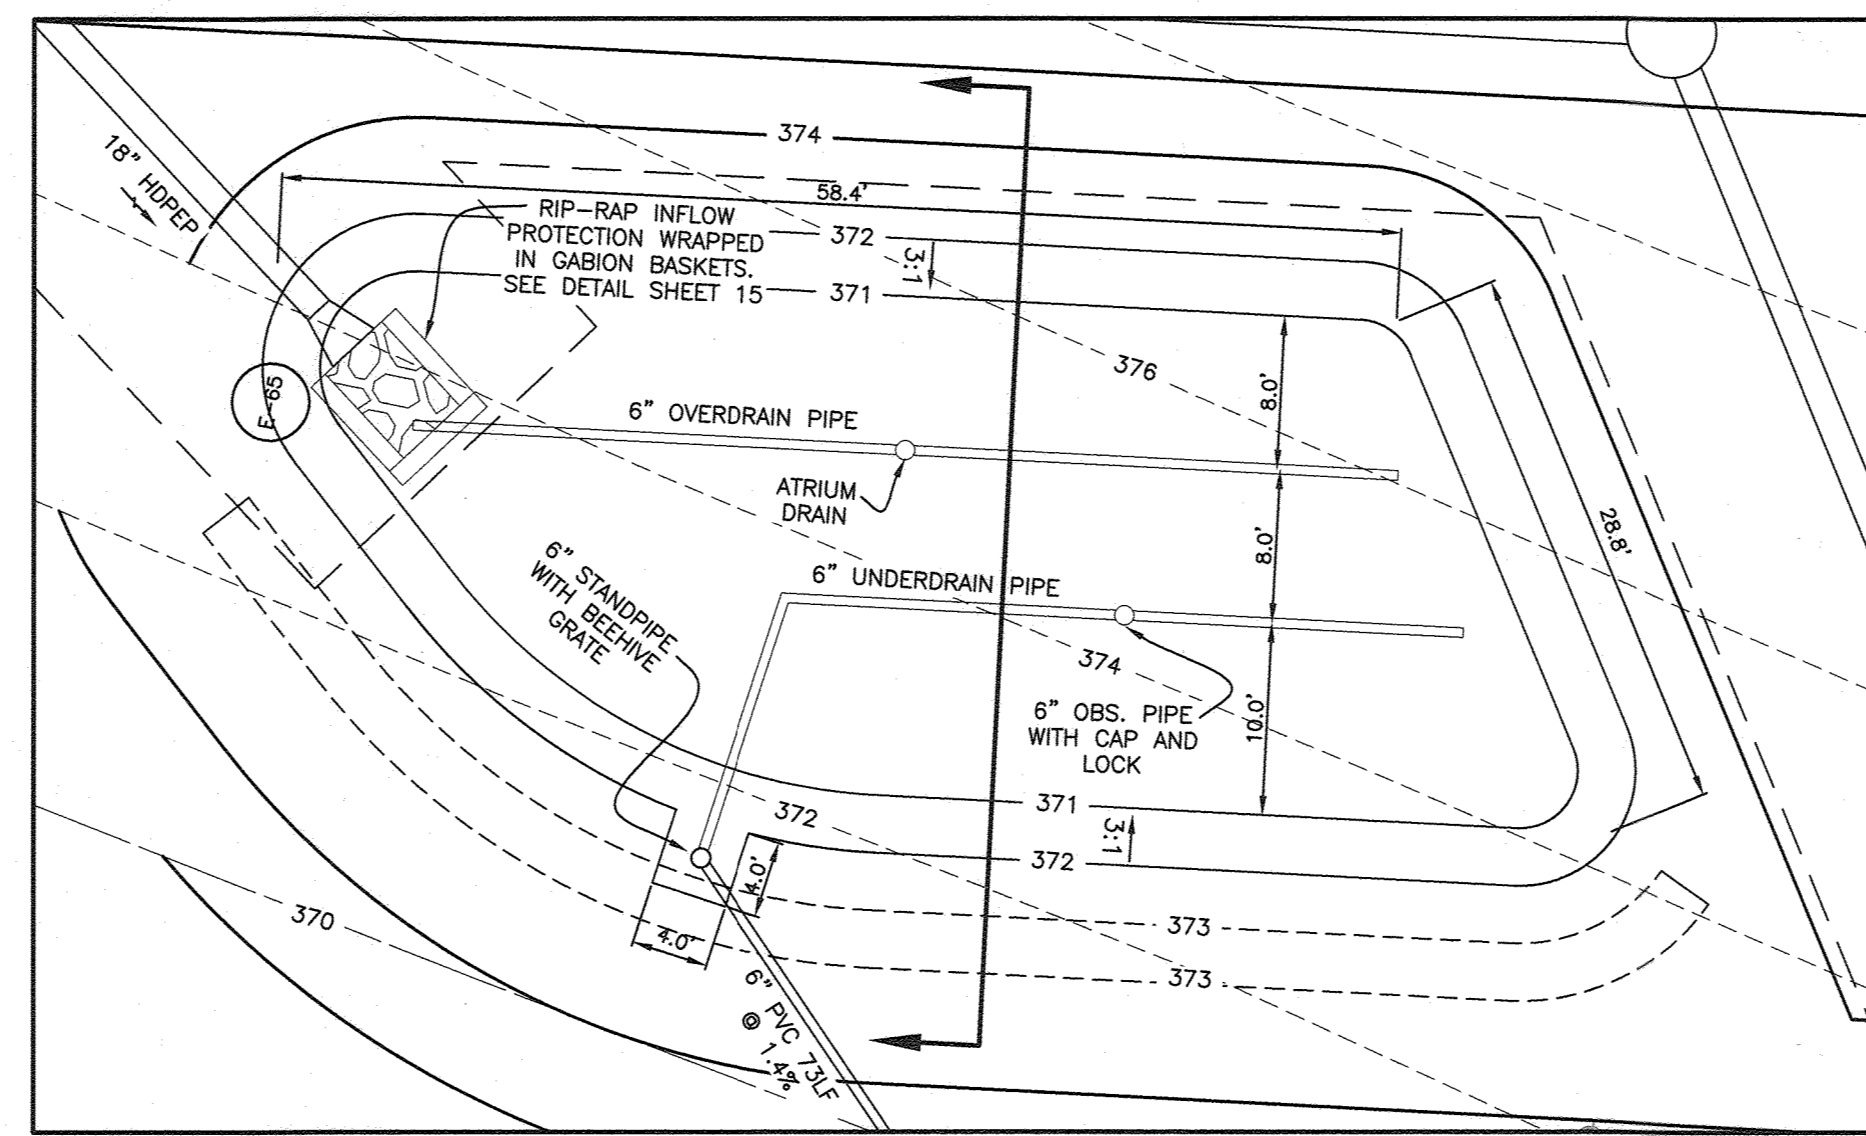 374
18" HDPEP
58.4'
RIP-RAP INFLOW
PROTECTION WRAPPED
IN GABION BASKETS.
SEE DETAIL SHEET 15
372
3:1
371
376
E-65
8.0'
6" OVERDRAIN PIPE
ATRIUM
DRAIN
28.8'
8.0'
6" STANDPIPE
WITH BEEHIVE
GRATE
6" UNDERDRAIN PIPE
374
10.0'
6" OBS. PIPE
WITH CAP AND
LOCK
371
372
3:1
372
4.0'
370
373
4.0'
373
6" PVC 73LF
@ 1.4%